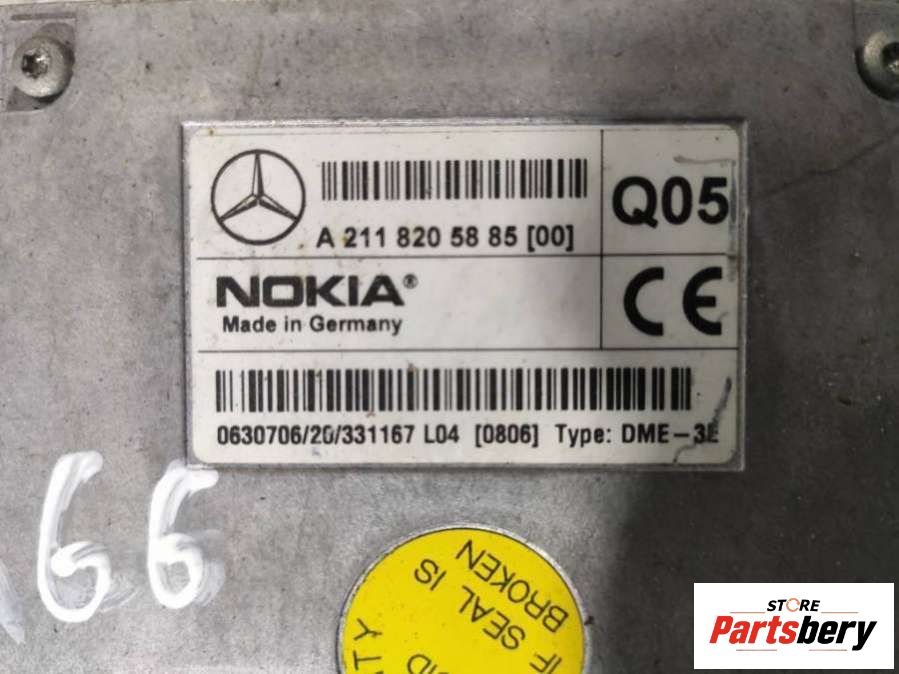 A 211 820 58 85 [00]
Q05
NOKIA®
Made in Germany
CE
0630706/20/331167 L04 [0806] Type: DME-3E
66
IF SEAL IS
BROKEN
STORE
Partsbery